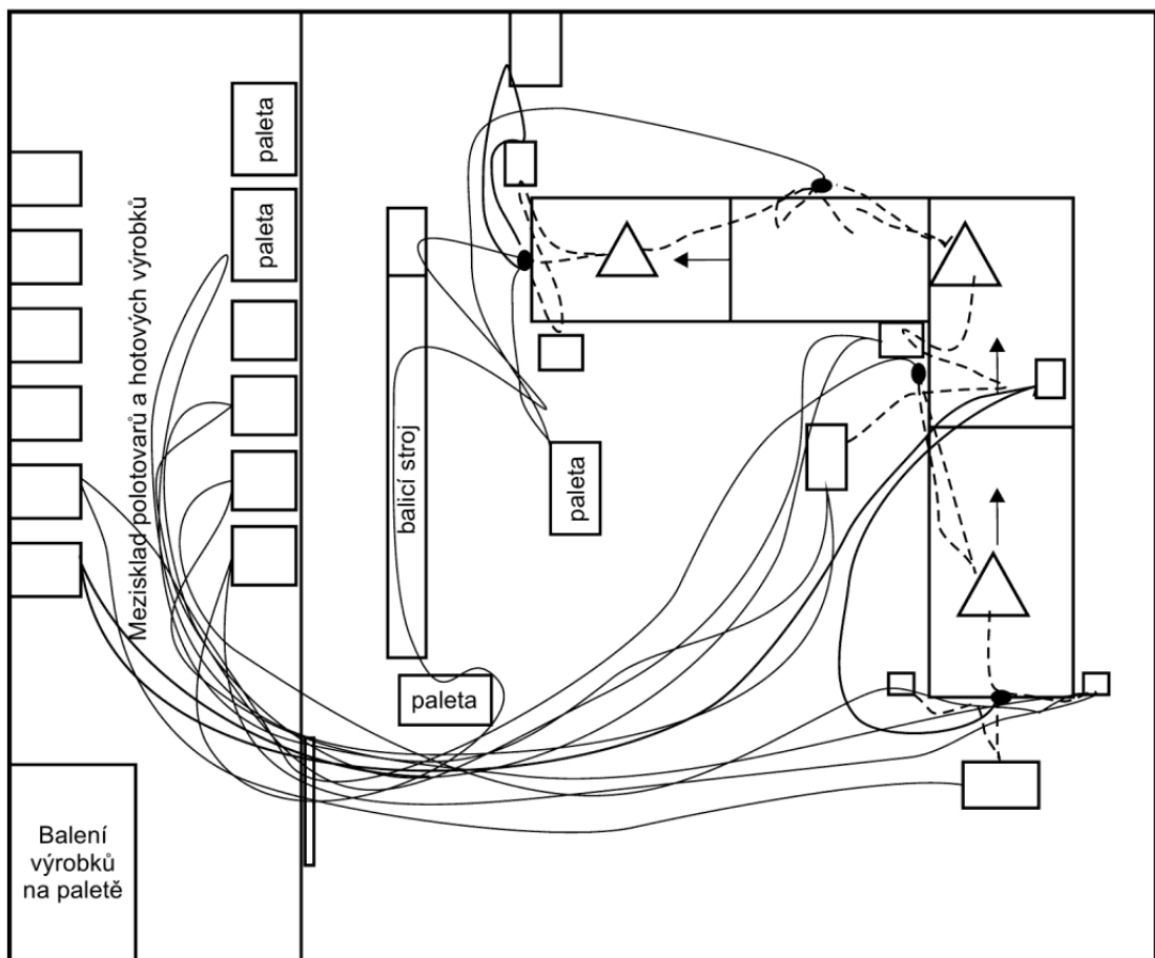 paleta
paleta
Mezisklad polotovarů a hotových výrobků
balicí stroj
paleta
paleta
Balení
výrobků
na paletě